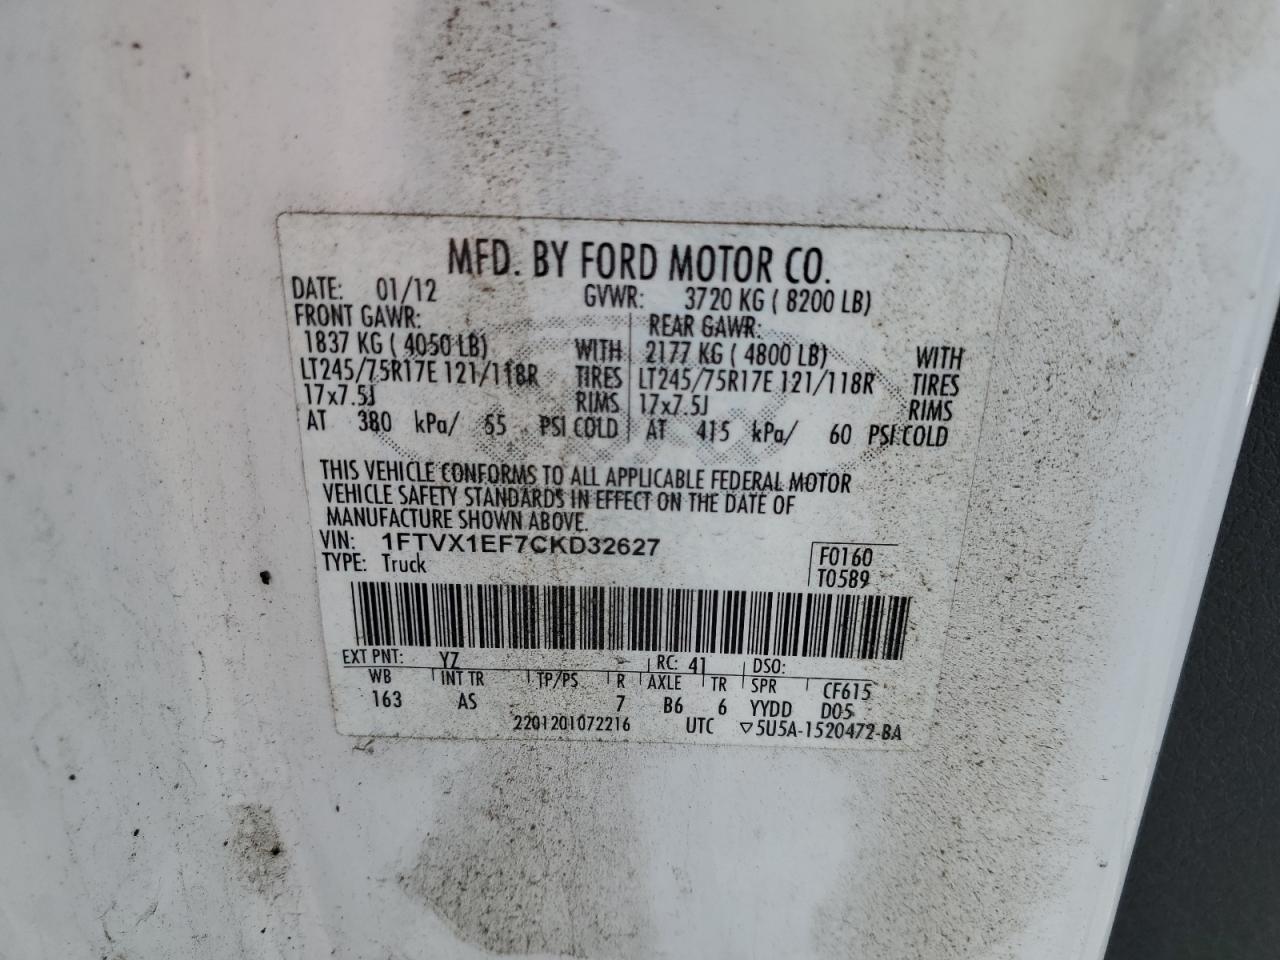 MFD. BY FORD MOTOR CO.
DATE: 01/12 GVWR: 3720 KG ( 8200 LB)
FRONT GAWR: REAR GAWR:
1837 KG ( 4050 LB) WITH 2177 KG ( 4800 LB) WITH
LT245/75R17E 121/118R TIRES LT245/75R17E 121/118R TIRES
17x7.5J RIMS 17x7.5J RIMS
AT 380 kPa/ 55 PSI COLD AT 415 kPa/ 60 PSI COLD
THIS VEHICLE CONFORMS TO ALL APPLICABLE FEDERAL MOTOR
VEHICLE SAFETY STANDARDS IN EFFECT ON THE DATE OF
MANUFACTURE SHOWN ABOVE.
VIN: 1FTVX1EF7CKD32627 F0160
TYPE: Truck T0589
EXT PNT: YZ RC: 41 DSO:
WB INT TR TP/PS R AXLE TR SPR CF615
163 AS 7 B6 6 YYDD D05
2201201072216 UTC ▽5U5A-1520472-BA